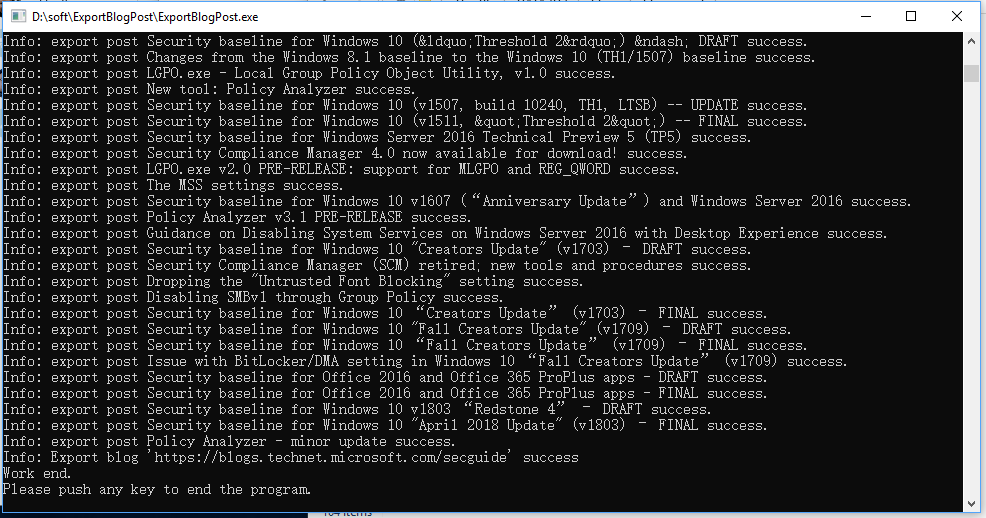 D:\soft\ExportBlogPost\ExportBlogPost.exe
Info: export post Security baseline for Windows 10 (&ldquo;Threshold 2&rdquo;) &ndash; DRAFT success.
Info: export post Changes from the Windows 8.1 baseline to the Windows 10 (TH1/1507) baseline success.
Info: export post LGPO.exe - Local Group Policy Object Utility, v1.0 success.
Info: export post New tool: Policy Analyzer success.
Info: export post Security baseline for Windows 10 (v1507, build 10240, TH1, LTSB) -- UPDATE success.
Info: export post Security baseline for Windows 10 (v1511, &quot;Threshold 2&quot;) -- FINAL success.
Info: export post Security baseline for Windows Server 2016 Technical Preview 5 (TP5) success.
Info: export post Security Compliance Manager 4.0 now available for download! success.
Info: export post LGPO.exe v2.0 PRE-RELEASE: support for MLGPO and REG_QWORD success.
Info: export post The MSS settings success.
Info: export post Security baseline for Windows 10 v1607 (“Anniversary Update”) and Windows Server 2016 success.
Info: export post Policy Analyzer v3.1 PRE-RELEASE success.
Info: export post Guidance on Disabling System Services on Windows Server 2016 with Desktop Experience success.
Info: export post Security baseline for Windows 10 "Creators Update" (v1703) – DRAFT success.
Info: export post Security Compliance Manager (SCM) retired; new tools and procedures success.
Info: export post Dropping the "Untrusted Font Blocking" setting success.
Info: export post Disabling SMBv1 through Group Policy success.
Info: export post Security baseline for Windows 10 “Creators Update” (v1703) – FINAL success.
Info: export post Security baseline for Windows 10 "Fall Creators Update" (v1709) – DRAFT success.
Info: export post Security baseline for Windows 10 “Fall Creators Update” (v1709) – FINAL success.
Info: export post Issue with BitLocker/DMA setting in Windows 10 “Fall Creators Update” (v1709) success.
Info: export post Security baseline for Office 2016 and Office 365 ProPlus apps - DRAFT success.
Info: export post Security baseline for Office 2016 and Office 365 ProPlus apps - FINAL success.
Info: export post Security baseline for Windows 10 v1803 “Redstone 4” – DRAFT success.
Info: export post Security baseline for Windows 10 "April 2018 Update" (v1803) – FINAL success.
Info: export post Policy Analyzer - minor update success.
Info: Export blog 'https://blogs.technet.microsoft.com/secguide' success
Work end.
Please push any key to end the program.